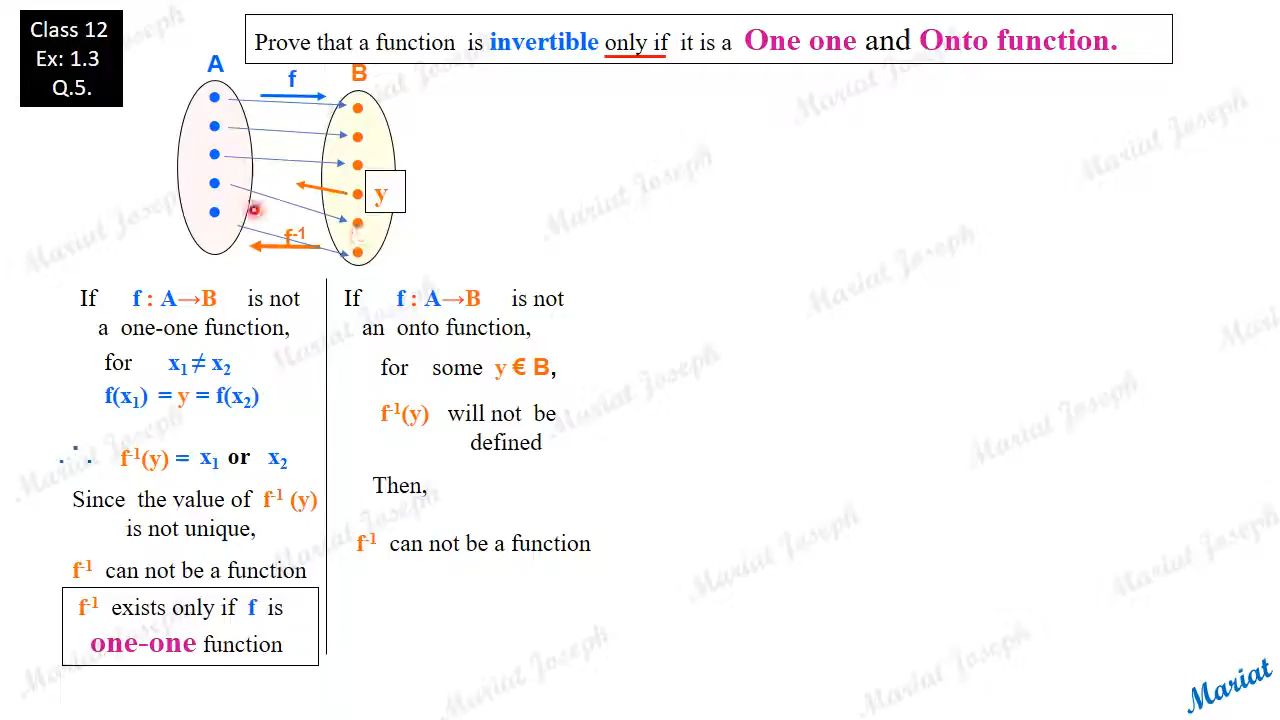 Class 12
Ex: 1.3
Q.5.
Prove that a function is invertible only if it is a One one and Onto function.
A
f
B
y
f⁻¹
If f : A→B is not
a one-one function,
for x₁ ≠ x₂
f(x₁) = y = f(x₂)
∴ f⁻¹(y) = x₁ or x₂
Since the value of f⁻¹ (y)
is not unique,
f⁻¹ can not be a function
f⁻¹ exists only if f is
one-one function
If f : A→B is not
an onto function,
for some y € B,
f⁻¹(y) will not be
defined
Then,
f⁻¹ can not be a function
Mariat